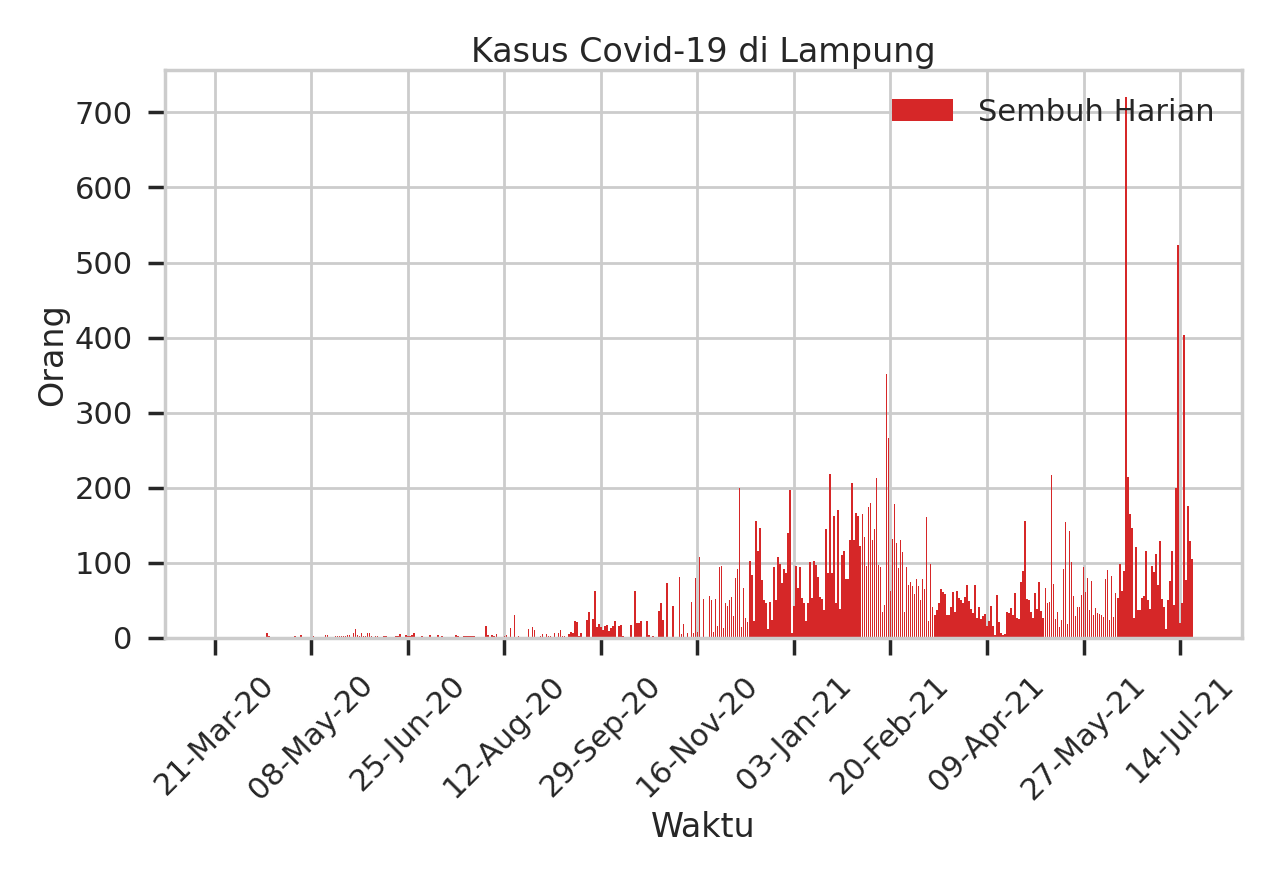 Kasus Covid-19 di Lampung
Sembuh Harian
Orang
700
600
500
400
300
200
100
0
21-Mar-20
08-May-20
25-Jun-20
12-Aug-20
29-Sep-20
16-Nov-20
03-Jan-21
20-Feb-21
09-Apr-21
27-May-21
14-Jul-21
Waktu